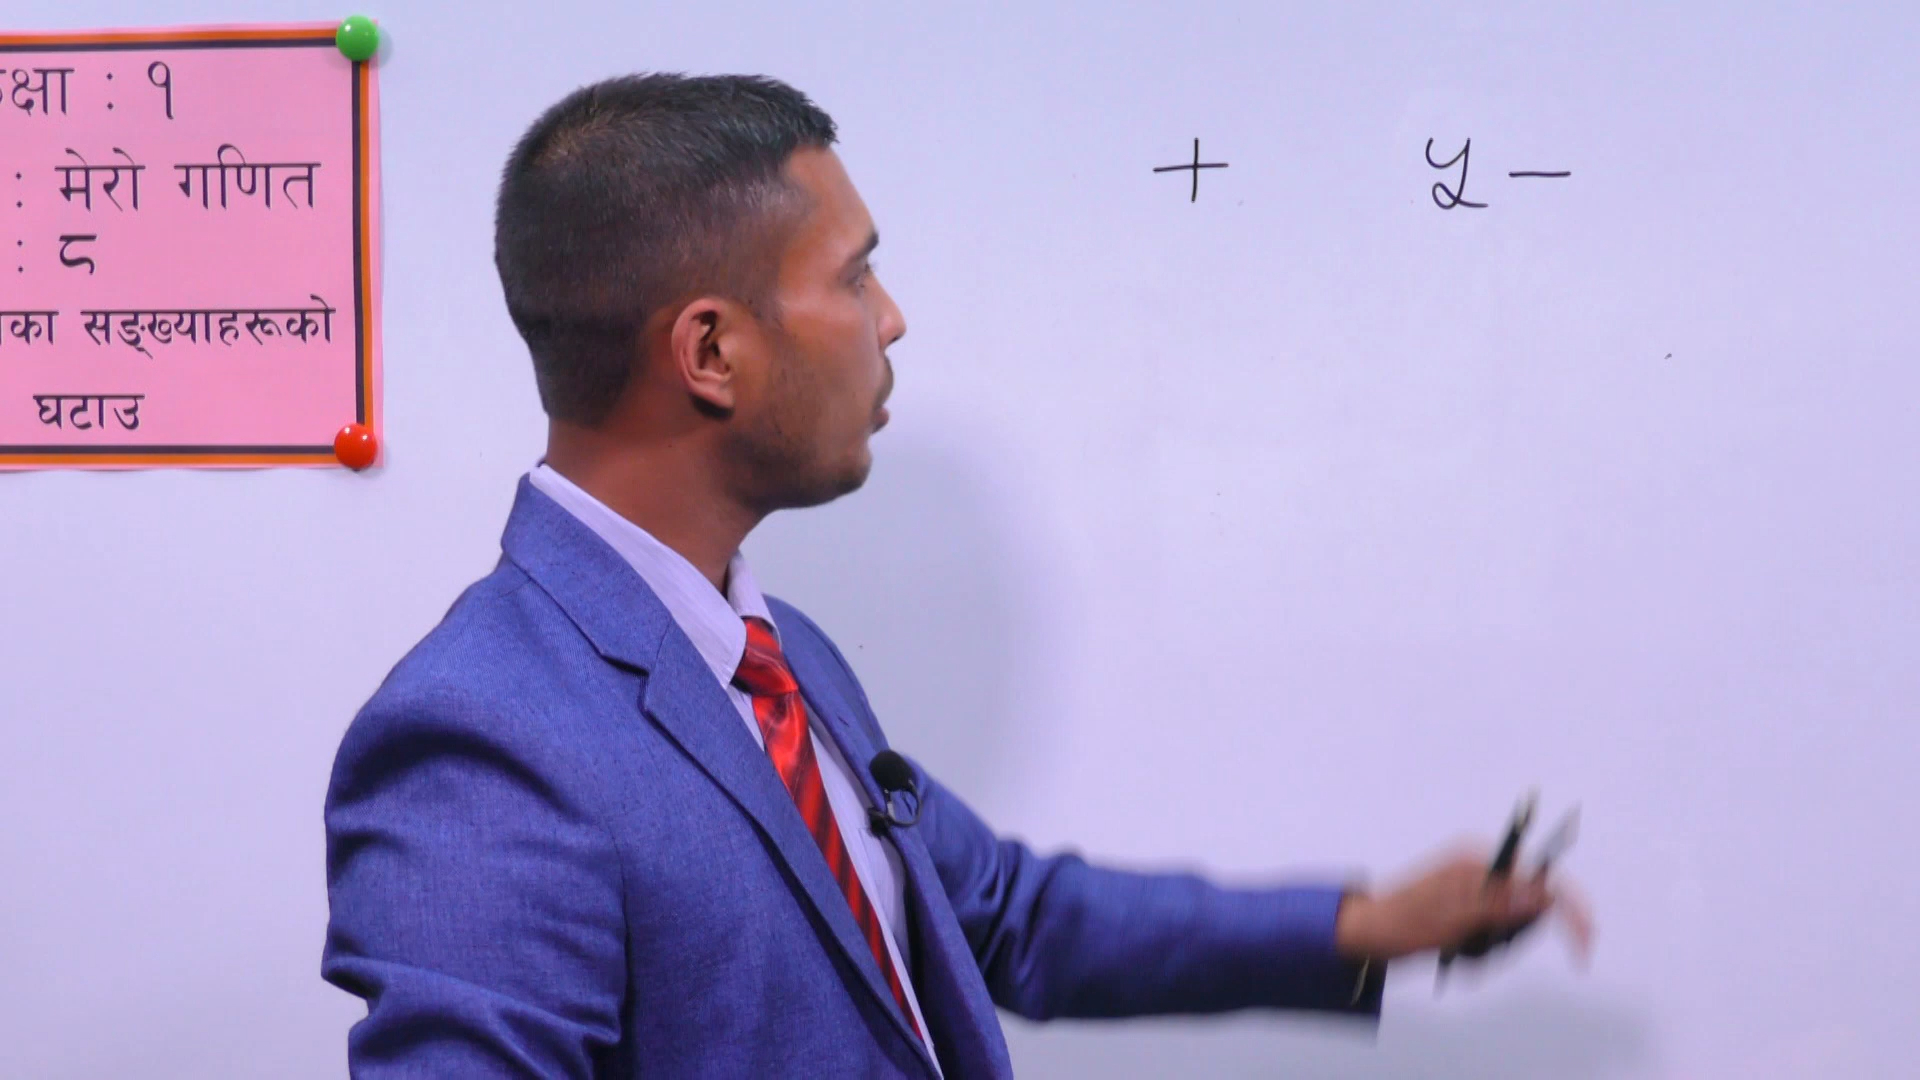 : १
: मेरो गणित
: ८
सङ्ख्याहरूको
घटाउ
+ ५ −